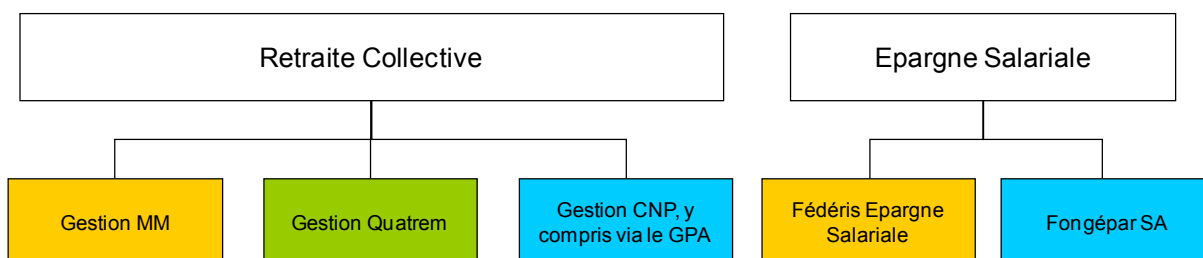 Retraite Collective
Epargne Salariale
Gestion MM
Gestion Quatrem
Gestion CNP, y
compris via le GPA
Fédéris Epargne
Salariale
Fongépar SA